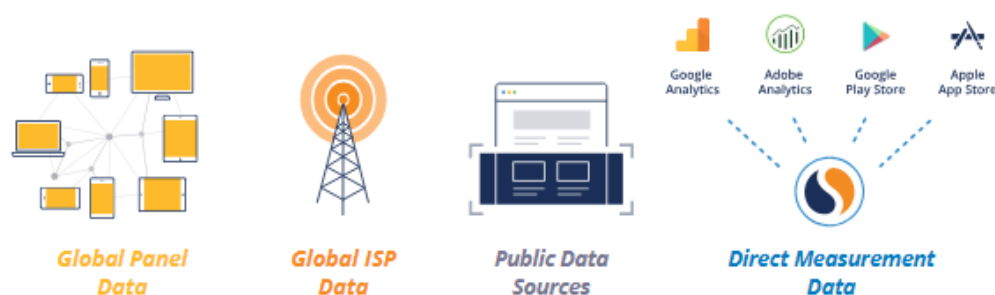 Google
Analytics
Adobe
Analytics
Google
Play Store
Apple
App Store
Global Panel
Data
Global ISP
Data
Public Data
Sources
Direct Measurement
Data